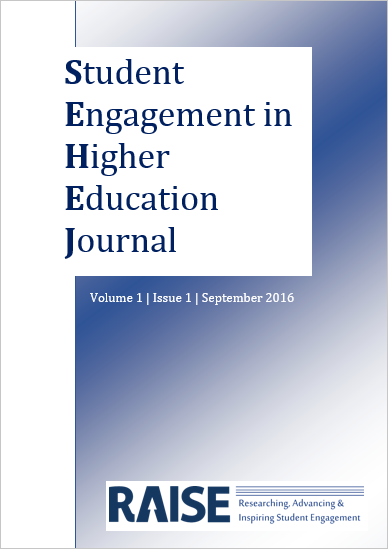 Student
Engagement in
Higher
Education
Journal
Volume 1 | Issue 1 | September 2016
RAISE
Researching, Advancing &
Inspiring Student Engagement